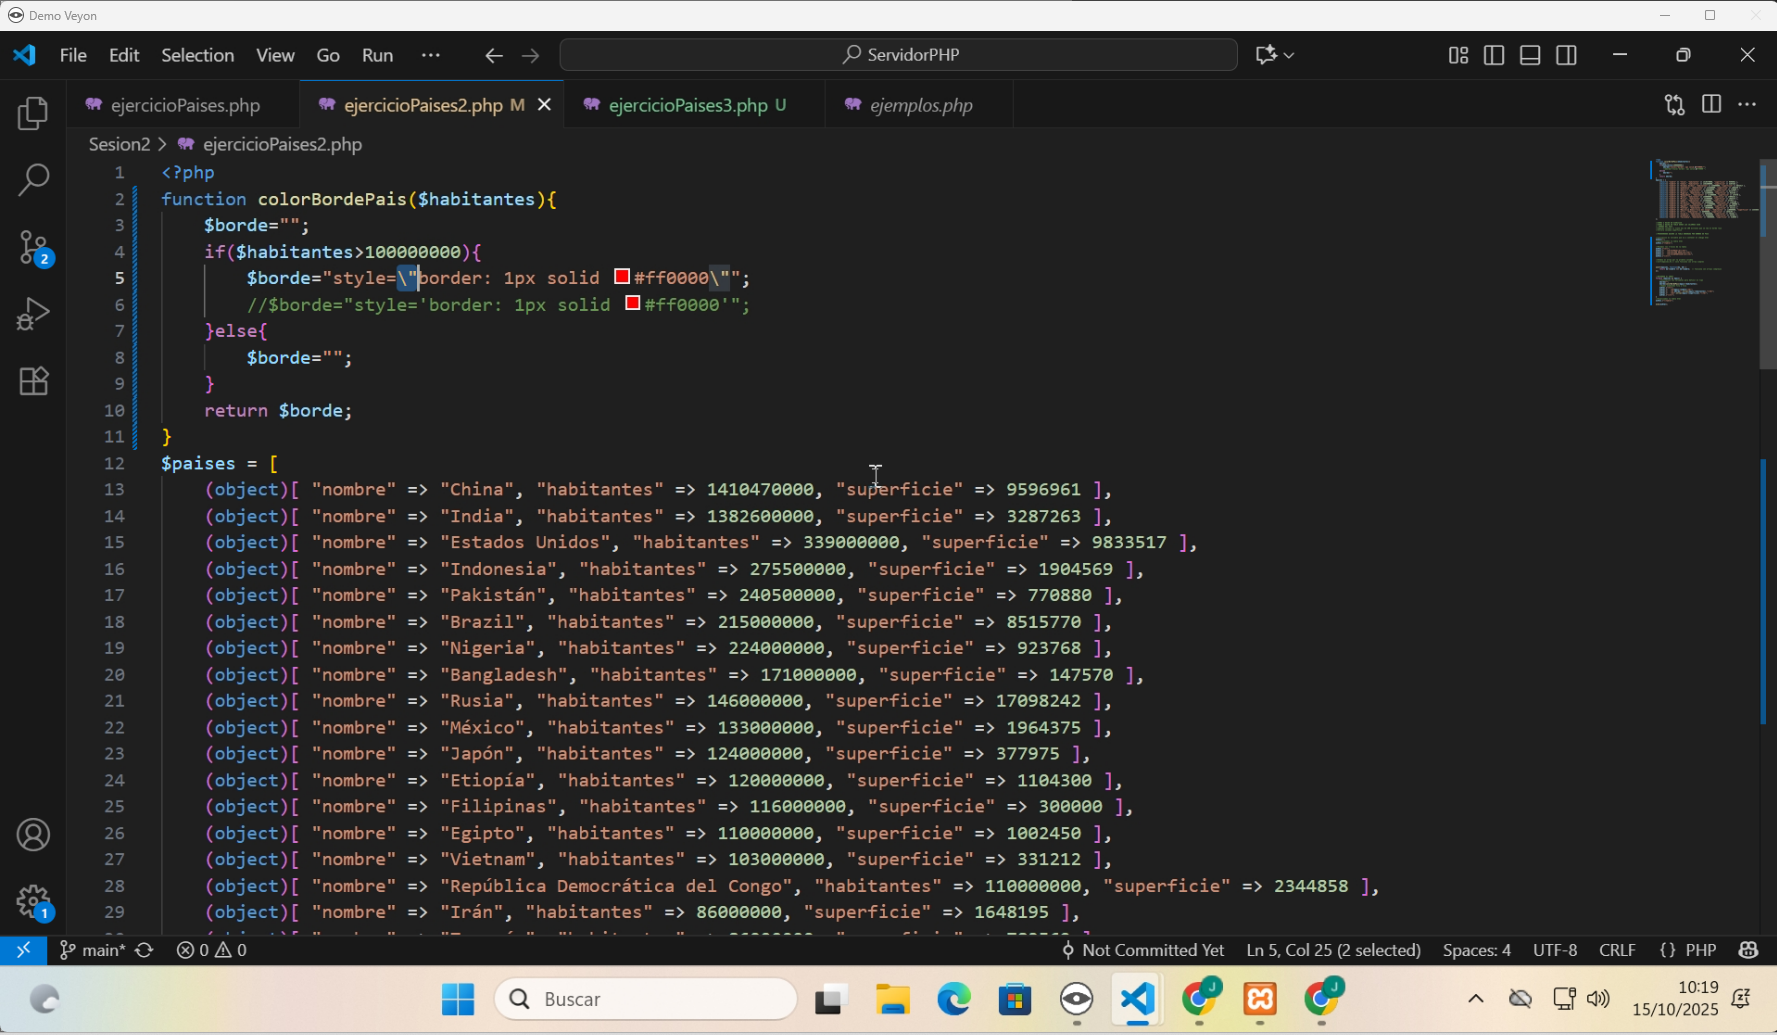 Demo Veyon
File Edit Selection View Go Run ··· ServidorPHP
ejercicioPaises.php ejercicioPaises2.php M ejercicioPaises3.php U ejemplos.php
Sesion2 > ejercicioPaises2.php
1 <?php
2 function colorBordePais($habitantes){
3 $borde="";
4 if($habitantes>100000000){
5 $borde="style=\"border: 1px solid #ff0000\"";
6 //$borde="style='border: 1px solid #ff0000'";
7 }else{
8 $borde="";
9 }
10 return $borde;
11 }
12 $paises = [
13 (object)[ "nombre" => "China", "habitantes" => 1410470000, "superficie" => 9596961 ],
14 (object)[ "nombre" => "India", "habitantes" => 1382600000, "superficie" => 3287263 ],
15 (object)[ "nombre" => "Estados Unidos", "habitantes" => 339000000, "superficie" => 9833517 ],
16 (object)[ "nombre" => "Indonesia", "habitantes" => 275500000, "superficie" => 1904569 ],
17 (object)[ "nombre" => "Pakistán", "habitantes" => 240500000, "superficie" => 770880 ],
18 (object)[ "nombre" => "Brazil", "habitantes" => 215000000, "superficie" => 8515770 ],
19 (object)[ "nombre" => "Nigeria", "habitantes" => 224000000, "superficie" => 923768 ],
20 (object)[ "nombre" => "Bangladesh", "habitantes" => 171000000, "superficie" => 147570 ],
21 (object)[ "nombre" => "Rusia", "habitantes" => 146000000, "superficie" => 17098242 ],
22 (object)[ "nombre" => "México", "habitantes" => 133000000, "superficie" => 1964375 ],
23 (object)[ "nombre" => "Japón", "habitantes" => 124000000, "superficie" => 377975 ],
24 (object)[ "nombre" => "Etiopía", "habitantes" => 120000000, "superficie" => 1104300 ],
25 (object)[ "nombre" => "Filipinas", "habitantes" => 116000000, "superficie" => 300000 ],
26 (object)[ "nombre" => "Egipto", "habitantes" => 110000000, "superficie" => 1002450 ],
27 (object)[ "nombre" => "Vietnam", "habitantes" => 103000000, "superficie" => 331212 ],
28 (object)[ "nombre" => "República Democrática del Congo", "habitantes" => 110000000, "superficie" => 2344858 ],
29 (object)[ "nombre" => "Irán", "habitantes" => 86000000, "superficie" => 1648195 ],
main* 0 0 Not Committed Yet Ln 5, Col 25 (2 selected) Spaces: 4 UTF-8 CRLF {} PHP
2
1
Buscar
J
J
10:19
15/10/2025